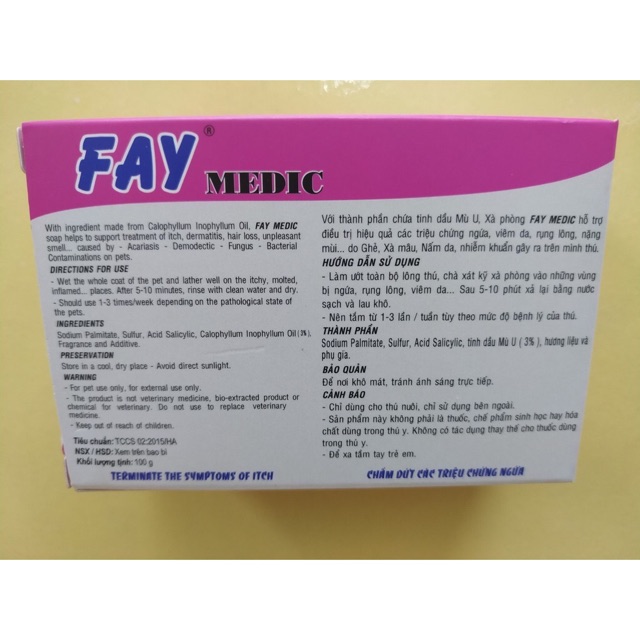 FAY®
MEDIC
With ingredient made from Calophyllum Inophyllum Oil, FAY MEDIC
soap helps to support treatment of itch, dermatitis, hair loss, unpleasant
smell... caused by - Acariasis - Demodectic - Fungus - Bacterial
Contaminations on pets.
DIRECTIONS FOR USE
- Wet the whole coat of the pet and lather well on the itchy, molted,
inflamed... places. After 5-10 minutes, rinse with clean water and dry.
- Should use 1-3 times/week depending on the pathological state of
the pets.
INGREDIENTS
Sodium Palmitate, Sulfur, Acid Salicylic, Calophyllum Inophyllum Oil (3%),
Fragrance and Additive.
PRESERVATION
Store in a cool, dry place - Avoid direct sunlight.
WARNING
- For pet use only, for external use only.
- The product is not veterinary medicine, bio-extracted product or
chemical for veterinary. Do not use to replace veterinary
medicine.
- Keep out of reach of children.
Tiêu chuẩn: TCCS 02:2015/HA
NSX / HSD: Xem trên bao bì
Khối lượng tịnh: 100 g
TERMINATE THE SYMPTOMS OF ITCH
Với thành phần chứa tinh dầu Mù U, Xà phòng FAY MEDIC hỗ trợ
điều trị hiệu quả các triệu chứng ngứa, viêm da, rụng lông, nặng
mùi... do Ghẻ, Xà mâu, Nấm da, nhiễm khuẩn gây ra trên mình thú.
HƯỚNG DẪN SỬ DỤNG
- Làm ướt toàn bộ lông thú, chà xát kỹ xà phòng vào những vùng
bị ngứa, rụng lông, viêm da... Sau 5-10 phút xả lại bằng nước
sạch và lau khô.
- Nên tắm từ 1-3 lần / tuần tùy theo mức độ bệnh lý của thú.
THÀNH PHẦN
Sodium Palmitate, Sulfur, Acid Salicylic, tinh dầu Mù U (3%), hương liệu và
phụ gia.
BẢO QUẢN
Để nơi khô mát, tránh ánh sáng trực tiếp.
CẢNH BÁO
- Chỉ dùng cho thú nuôi, chỉ sử dụng bên ngoài.
- Sản phẩm này không phải là thuốc, chế phẩm sinh học hay hóa
chất dùng trong thú y. Không có tác dụng thay thế cho thuốc dùng
trong thú y.
- Để xa tầm tay trẻ em.
CHẤM DỨT CÁC TRIỆU CHỨNG NGỨA